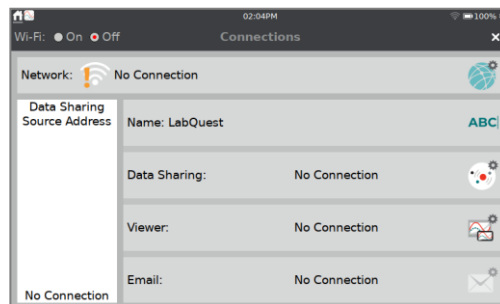 02:04PM 100%
Wi-Fi: On Off Connections
Network: No Connection
Data Sharing
Source Address
No Connection
Name: LabQuest ABC
Data Sharing: No Connection
Viewer: No Connection
Email: No Connection